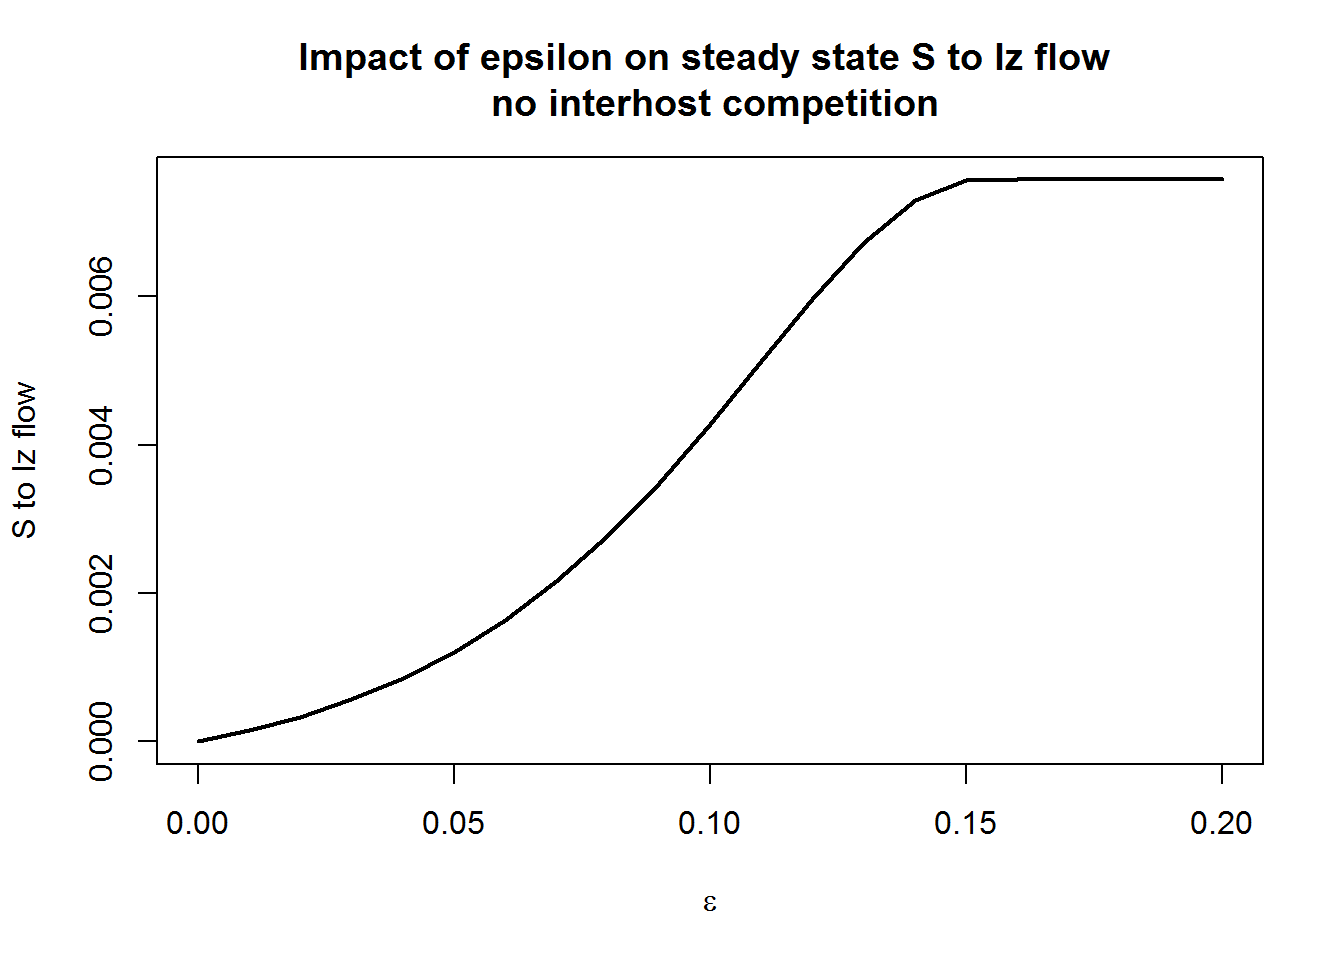 Impact of epsilon on steady state S to Iz flow
no interhost competition
S to Iz flow
0.006
0.004
0.002
0.000
0.00 0.05 0.10 0.15 0.20
ε